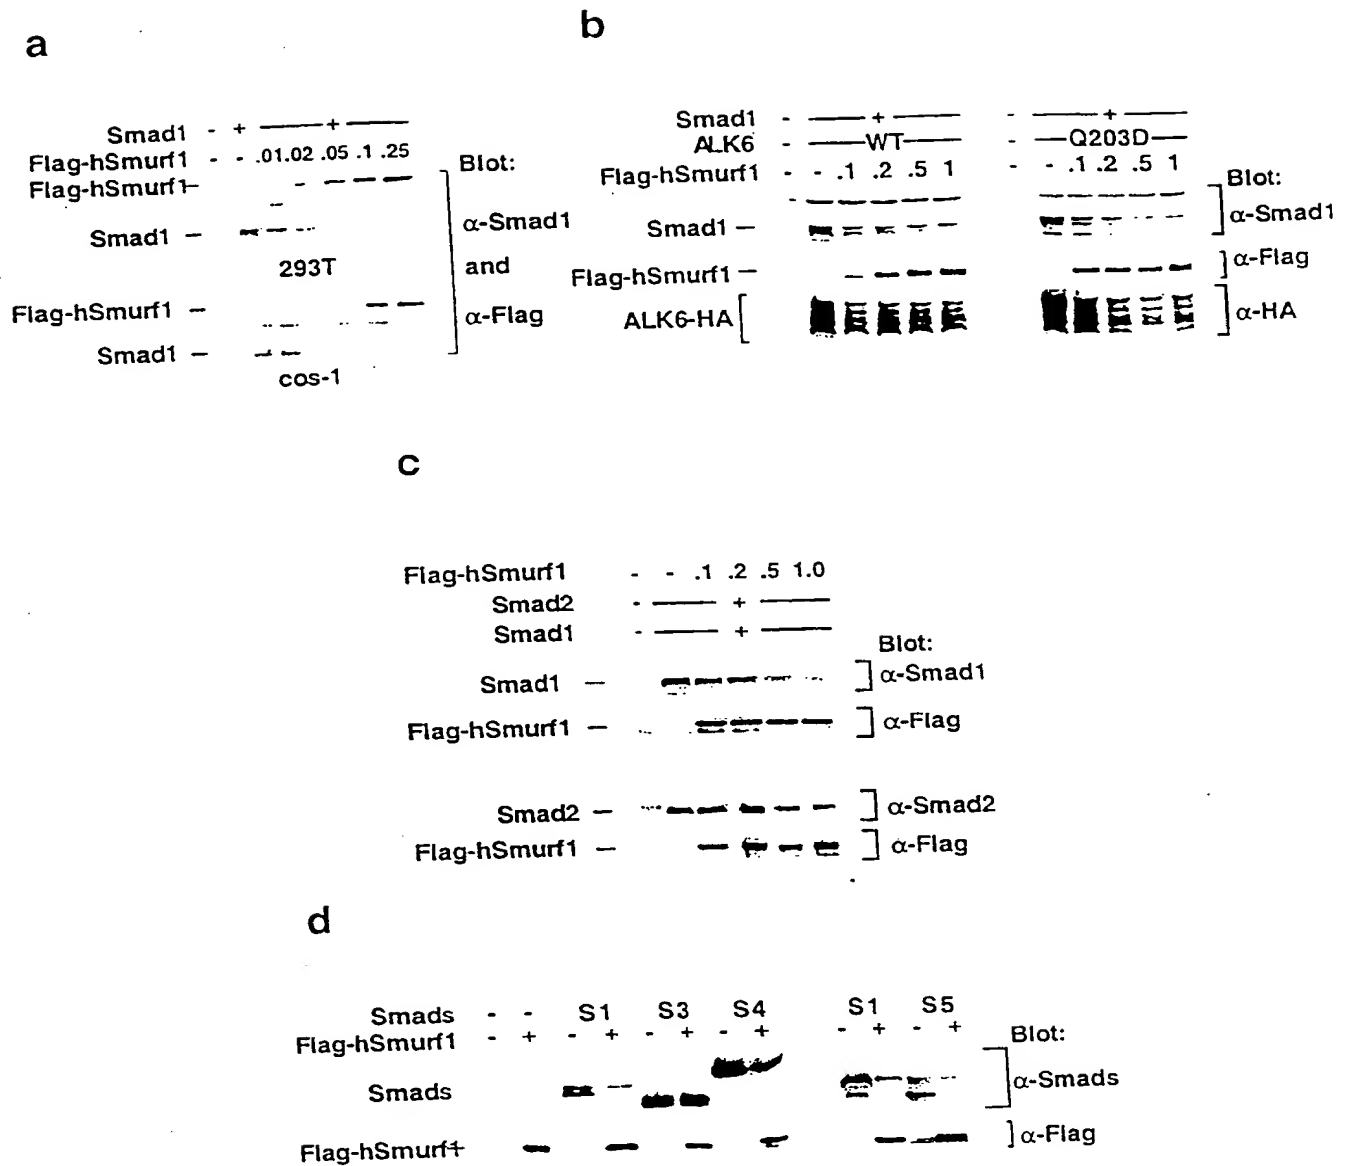 a
Smad1 - + + 
Flag-hSmurf1 - - .01 .02 .05 .1 .25
Flag-hSmurf1
Blot:
Smad1
α-Smad1
293T
and
Flag-hSmurf1
α-Flag
Smad1
cos-1
b
Smad1 - + - +
ALK6 - WT - Q203D
Flag-hSmurf1 - - .1 .2 .5 1 - - .1 .2 .5 1
Blot:
Smad1
α-Smad1
Flag-hSmurf1
α-Flag
ALK6-HA
α-HA
c
Flag-hSmurf1 - - .1 .2 .5 1.0
Smad2 - +
Smad1 - +
Blot:
Smad1
α-Smad1
Flag-hSmurf1
α-Flag
Smad2
α-Smad2
Flag-hSmurf1
α-Flag
d
Smads - - S1 S3 S4 S1 S5
Flag-hSmurf1 - + - + - + - + - + - +
Blot:
Smads
α-Smads
Flag-hSmurf1
α-Flag